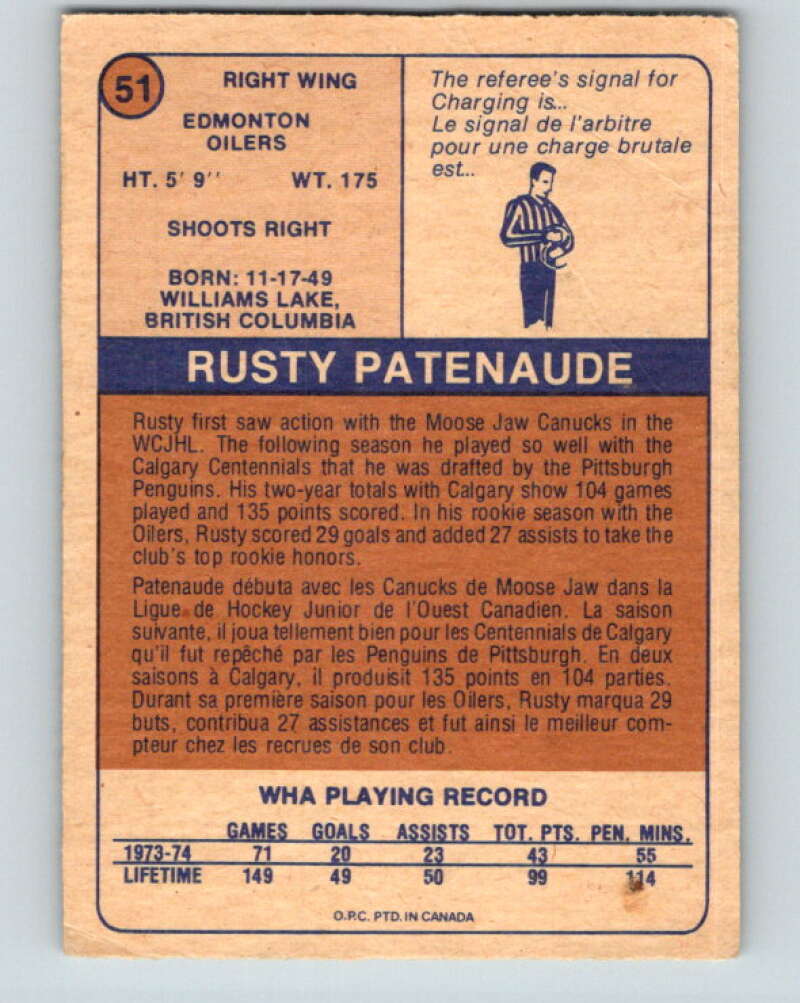 51
RIGHT WING
EDMONTON
OILERS
HT. 5' 9'' WT. 175
SHOOTS RIGHT
BORN: 11-17-49
WILLIAMS LAKE,
BRITISH COLUMBIA
The referee's signal for
Charging is...
Le signal de l'arbitre
pour une charge brutale
est...
RUSTY PATENAUDE
Rusty first saw action with the Moose Jaw Canucks in the
WCJHL. The following season he played so well with the
Calgary Centennials that he was drafted by the Pittsburgh
Penguins. His two-year totals with Calgary show 104 games
played and 135 points scored. In his rookie season with the
Oilers, Rusty scored 29 goals and added 27 assists to take the
club's top rookie honors.
Patenaude débuta avec les Canucks de Moose Jaw dans la
Ligue de Hockey Junior de l'Ouest Canadien. La saison
suivante, il joua tellement bien pour les Centennials de Calgary
qu'il fut repêché par les Penguins de Pittsburgh. En deux
saisons à Calgary, il produisit 135 points en 104 parties.
Durant sa première saison pour les Oilers, Rusty marqua 29
buts, contribua 27 assistances et fut ainsi le meilleur com-
pteur chez les recrues de son club.
WHA PLAYING RECORD
GAMES GOALS ASSISTS TOT. PTS. PEN. MINS.
1973-74 71 20 23 43 55
LIFETIME 149 49 50 99 114
O.P.C. PTD. IN CANADA